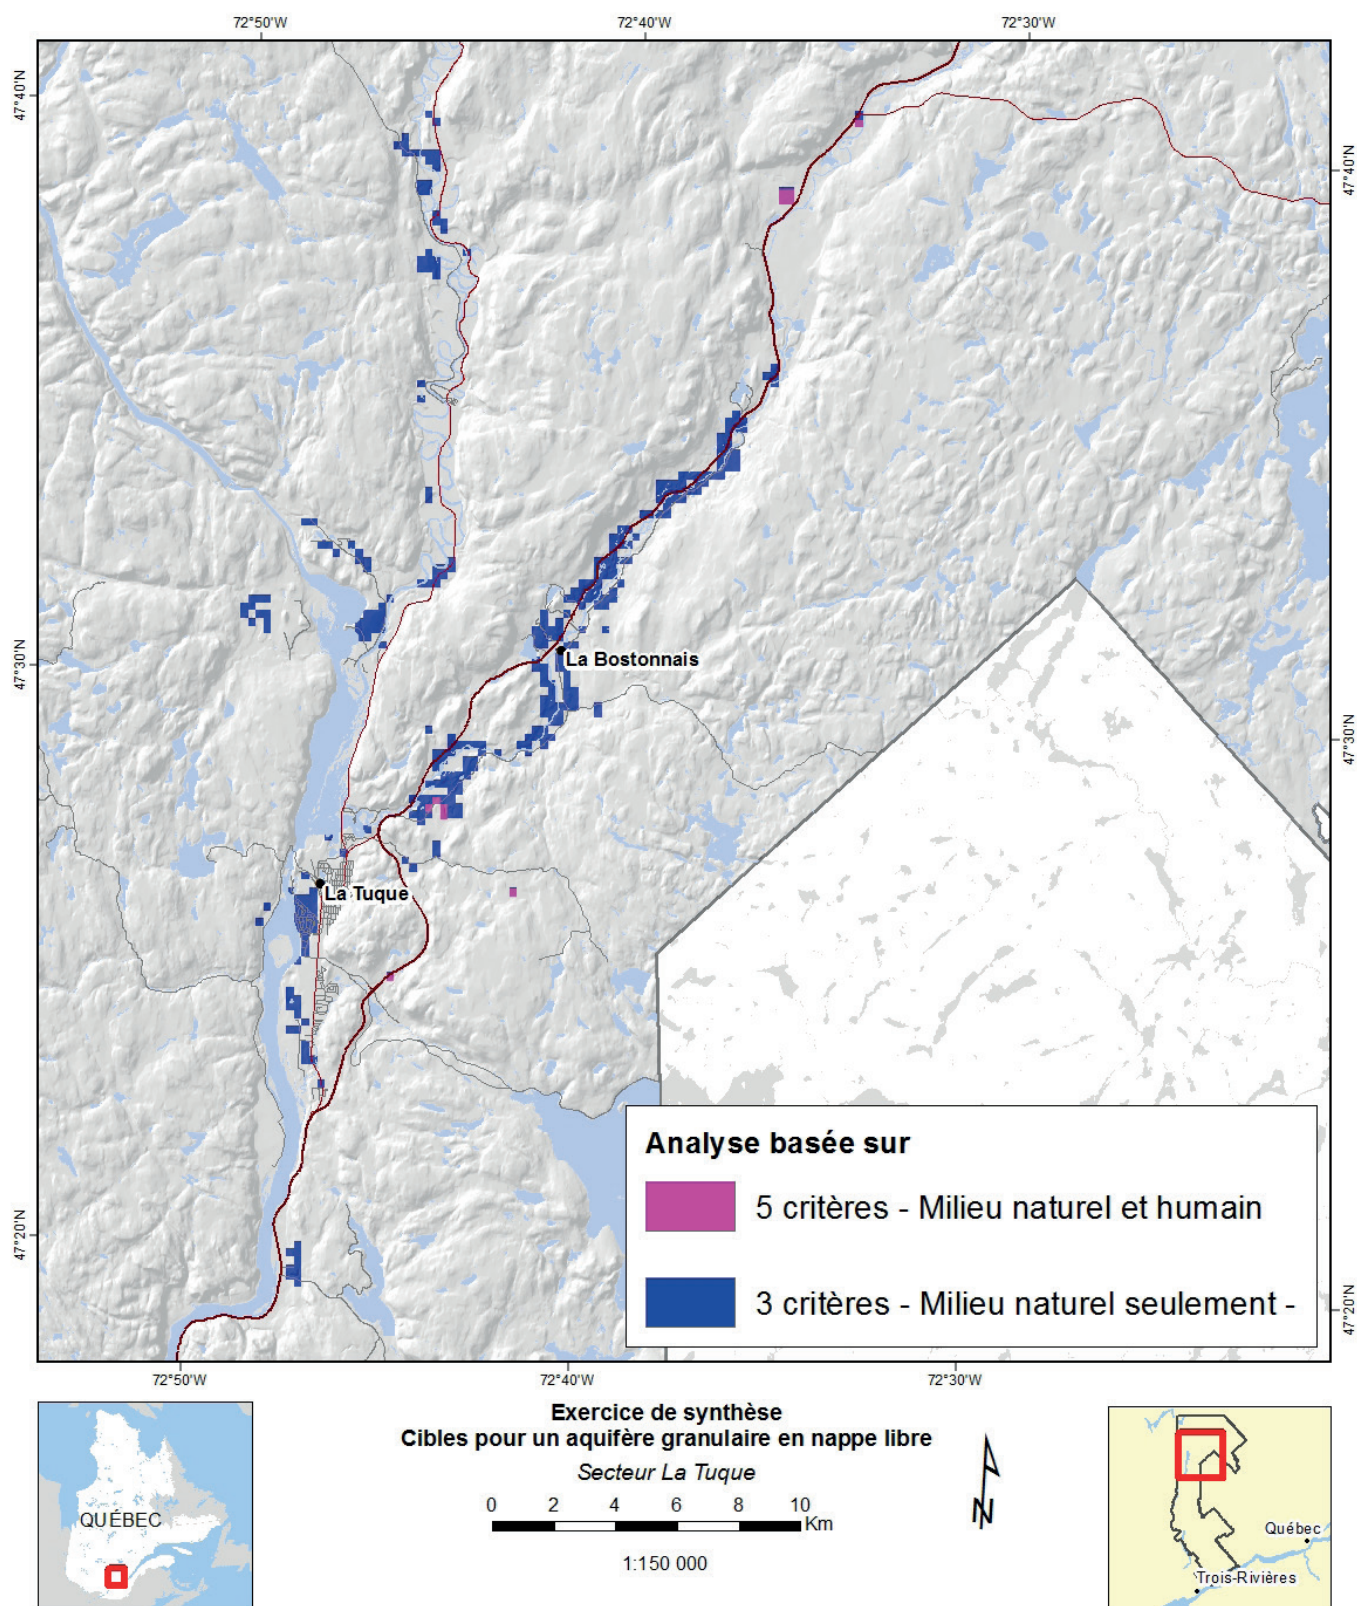 72°50'W
72°40'W
72°30'W
47°40'N
47°40'N
47°30'N
La Bostonnais
47°30'N
La Tuque
Analyse basée sur
5 critères - Milieu naturel et humain
47°20'N
3 critères - Milieu naturel seulement -
47°20'N
72°50'W
72°40'W
72°30'W
Exercice de synthèse
Cibles pour un aquifère granulaire en nappe libre
Secteur La Tuque
0 2 4 6 8 10
Km
1:150 000
N
QUÉBEC
Québec
Trois-Rivières